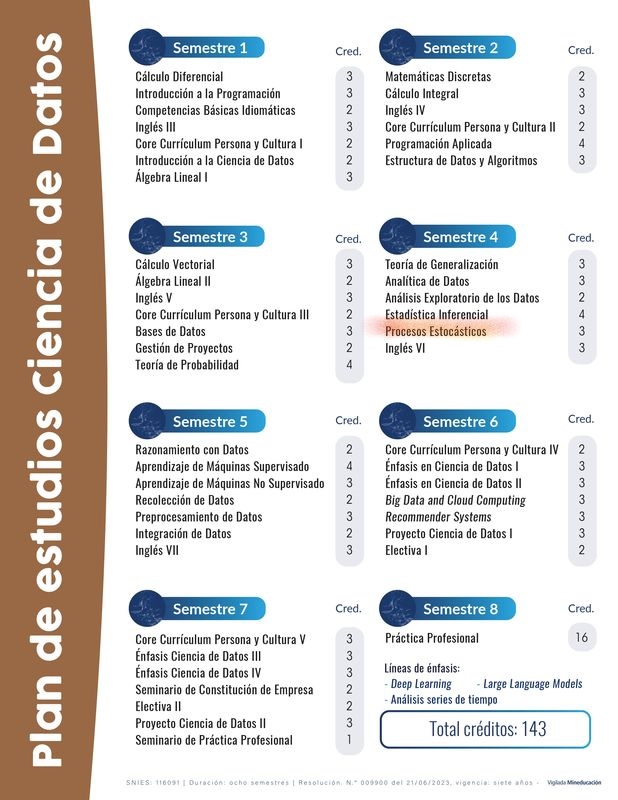 Plan de estudios Ciencia de Datos
Semestre 1 Cred.
Cálculo Diferencial 3
Introducción a la Programación 3
Competencias Básicas Idiomáticas 2
Inglés III 3
Core Currículum Persona y Cultura I 2
Introducción a la Ciencia de Datos 2
Álgebra Lineal I 3
Semestre 2 Cred.
Matemáticas Discretas 2
Cálculo Integral 3
Inglés IV 3
Core Currículum Persona y Cultura II 2
Programación Aplicada 4
Estructura de Datos y Algoritmos 3
Semestre 3 Cred.
Cálculo Vectorial 3
Álgebra Lineal II 2
Inglés V 3
Core Currículum Persona y Cultura III 2
Bases de Datos 3
Gestión de Proyectos 2
Teoría de Probabilidad 4
Semestre 4 Cred.
Teoría de Generalización 3
Analítica de Datos 3
Análisis Exploratorio de los Datos 2
Estadística Inferencial 4
Procesos Estocásticos 3
Inglés VI 3
Semestre 5 Cred.
Razonamiento con Datos 2
Aprendizaje de Máquinas Supervisado 4
Aprendizaje de Máquinas No Supervisado 3
Recolección de Datos 2
Preprocesamiento de Datos 3
Integración de Datos 2
Inglés VII 3
Semestre 6 Cred.
Core Currículum Persona y Cultura IV 2
Énfasis en Ciencia de Datos I 3
Énfasis en Ciencia de Datos II 3
Big Data and Cloud Computing 3
Recommender Systems 3
Proyecto Ciencia de Datos I 3
Electiva I 2
Semestre 7 Cred.
Core Currículum Persona y Cultura V 3
Énfasis Ciencia de Datos III 3
Énfasis Ciencia de Datos IV 3
Seminario de Constitución de Empresa 2
Electiva II 2
Proyecto Ciencia de Datos II 3
Seminario de Práctica Profesional 1
Semestre 8 Cred.
Práctica Profesional 16
Líneas de énfasis:
- Deep Learning - Large Language Models
- Análisis series de tiempo
Total créditos: 143
SNIES: 116091 | Duración: ocho semestres | Resolución. N.° 009900 del 21/06/2023, vigencia: siete años - Vigilada Mineducación